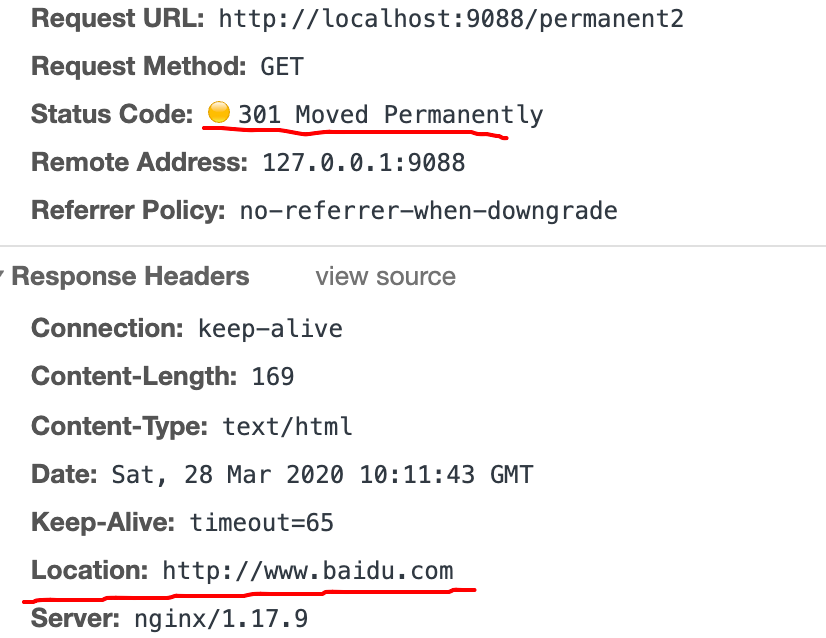 Request URL: http://localhost:9088/permanent2
Request Method: GET
Status Code: 301 Moved Permanently
Remote Address: 127.0.0.1:9088
Referrer Policy: no-referrer-when-downgrade
Response Headers view source
Connection: keep-alive
Content-Length: 169
Content-Type: text/html
Date: Sat, 28 Mar 2020 10:11:43 GMT
Keep-Alive: timeout=65
Location: http://www.baidu.com
Server: nginx/1.17.9